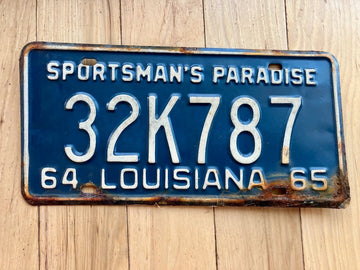 SPORTSMAN'S PARADISE
32K787
64 LOUISIANA 65